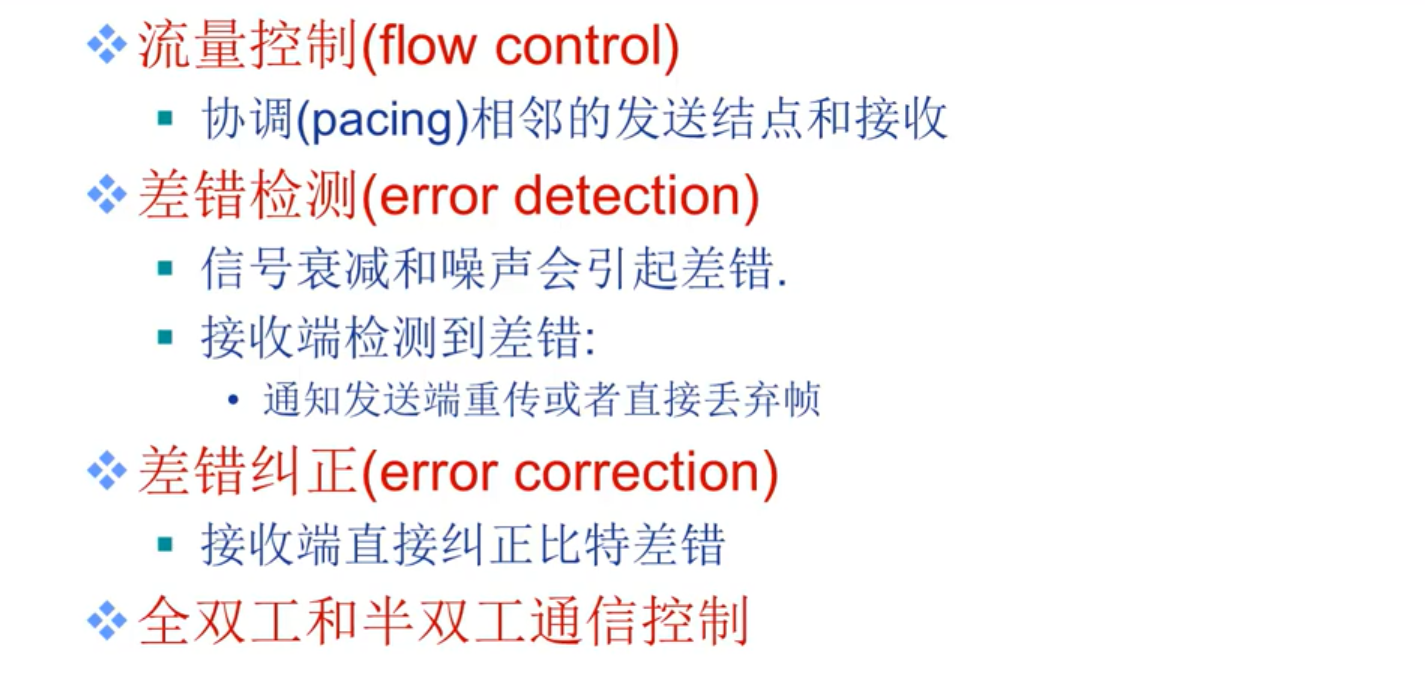 流量控制(flow control)
协调(pacing)相邻的发送结点和接收
差错检测(error detection)
信号衰减和噪声会引起差错.
接收端检测到差错:
• 通知发送端重传或者直接丢弃帧
差错纠正(error correction)
接收端直接纠正比特差错
全双工和半双工通信控制